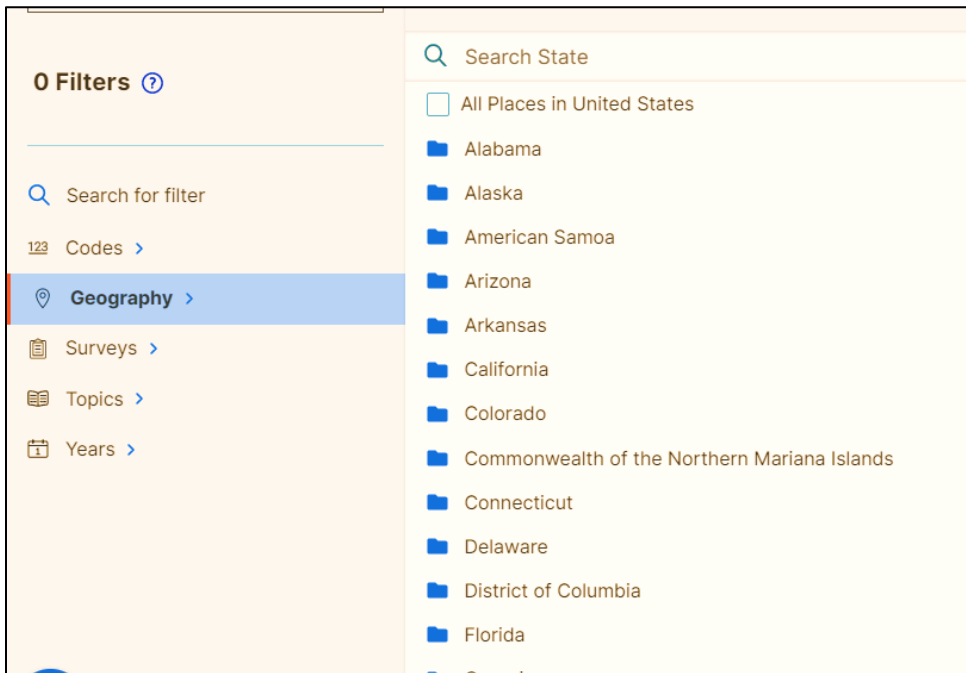 0 Filters ?
Search for filter
123 Codes
Geography
Surveys
Topics
1 Years
Search State
All Places in United States
Alabama
Alaska
American Samoa
Arizona
Arkansas
California
Colorado
Commonwealth of the Northern Mariana Islands
Connecticut
Delaware
District of Columbia
Florida